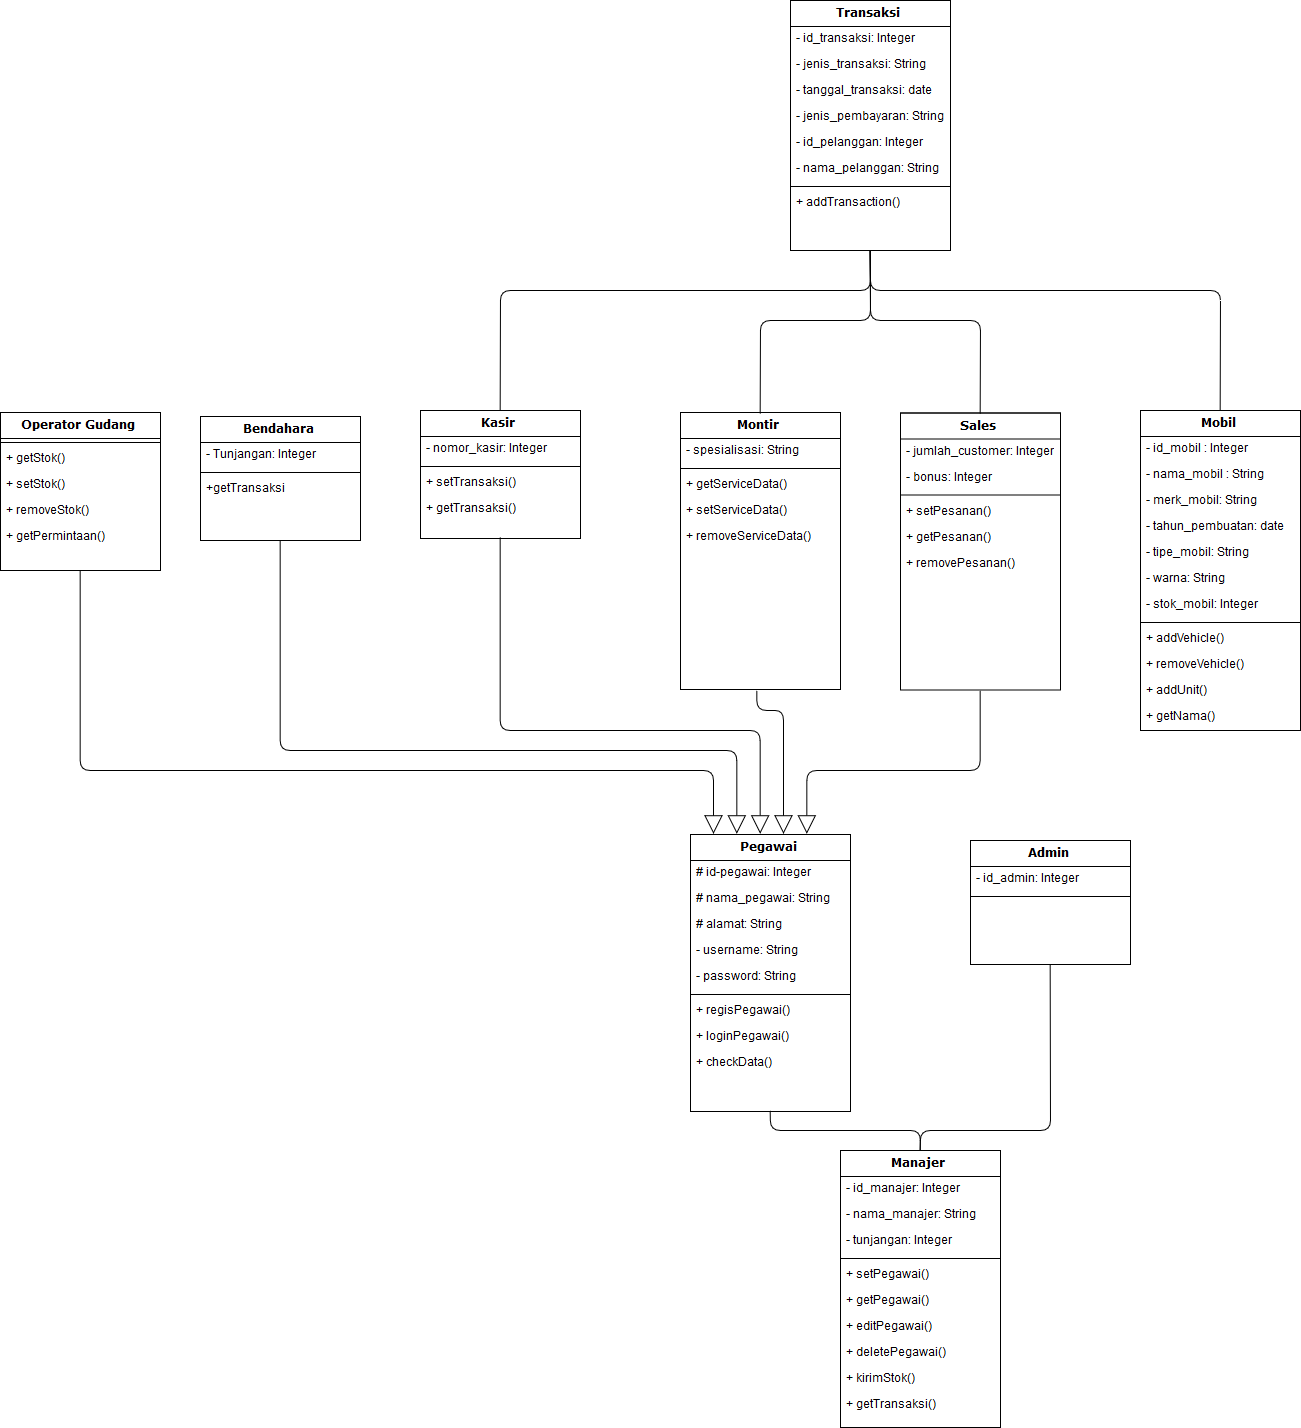 Transaksi
- id_transaksi: Integer
- jenis_transaksi: String
- tanggal_transaksi: date
- jenis_pembayaran: String
- id_pelanggan: Integer
- nama_pelanggan: String
+ addTransaction()
Operator Gudang
+ getStok()
+ setStok()
+ removeStok()
+ getPermintaan()
Bendahara
- Tunjangan: Integer
+getTransaksi
Kasir
- nomor_kasir: Integer
+ setTransaksi()
+ getTransaksi()
Montir
- spesialisasi: String
+ getServiceData()
+ setServiceData()
+ removeServiceData()
Sales
- jumlah_customer: Integer
- bonus: Integer
+ setPesanan()
+ getPesanan()
+ removePesanan()
Mobil
- id_mobil : Integer
- nama_mobil : String
- merk_mobil: String
- tahun_pembuatan: date
- tipe_mobil: String
- warna: String
- stok_mobil: Integer
+ addVehicle()
+ removeVehicle()
+ addUnit()
+ getNama()
Pegawai
# id-pegawai: Integer
# nama_pegawai: String
# alamat: String
- username: String
- password: String
+ regisPegawai()
+ loginPegawai()
+ checkData()
Admin
- id_admin: Integer
Manajer
- id_manajer: Integer
- nama_manajer: String
- tunjangan: Integer
+ setPegawai()
+ getPegawai()
+ editPegawai()
+ deletePegawai()
+ kirimStok()
+ getTransaksi()